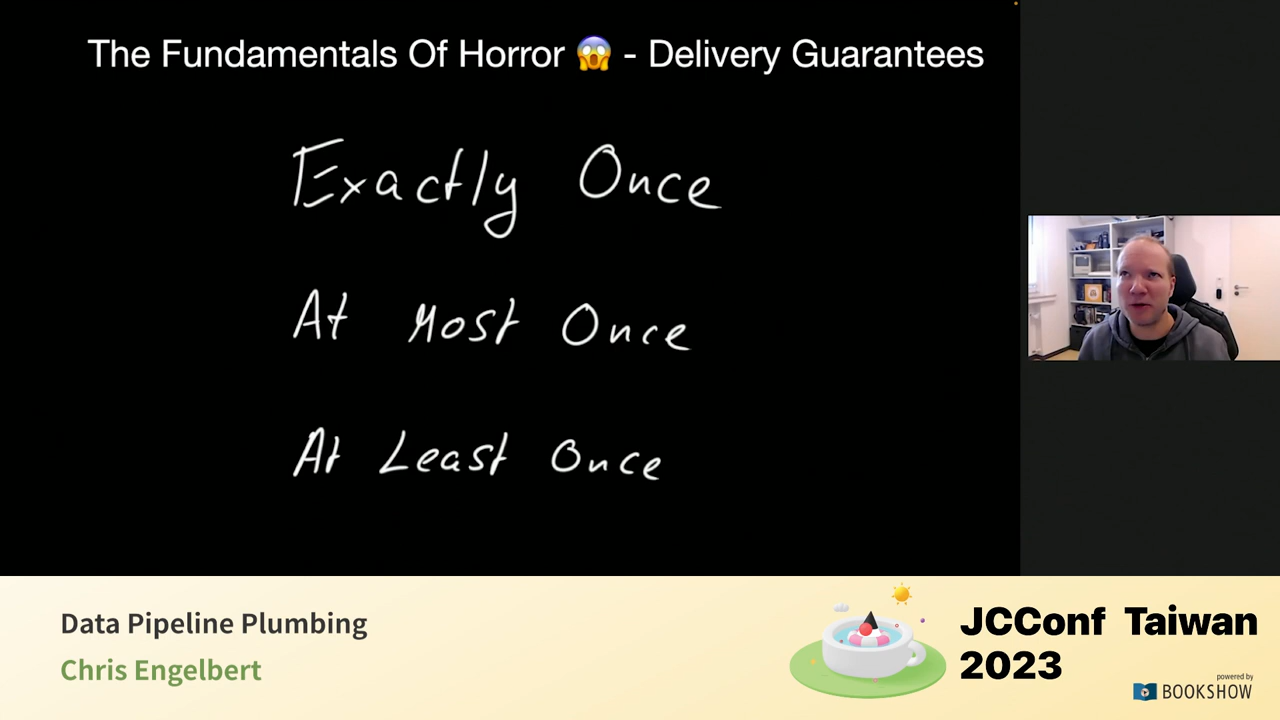 The Fundamentals Of Horror 😱 - Delivery Guarantees
Exactly Once
At Most Once
At Least Once
Data Pipeline Plumbing
Chris Engelbert
JCConf Taiwan
2023
powered by
BOOKSHOW